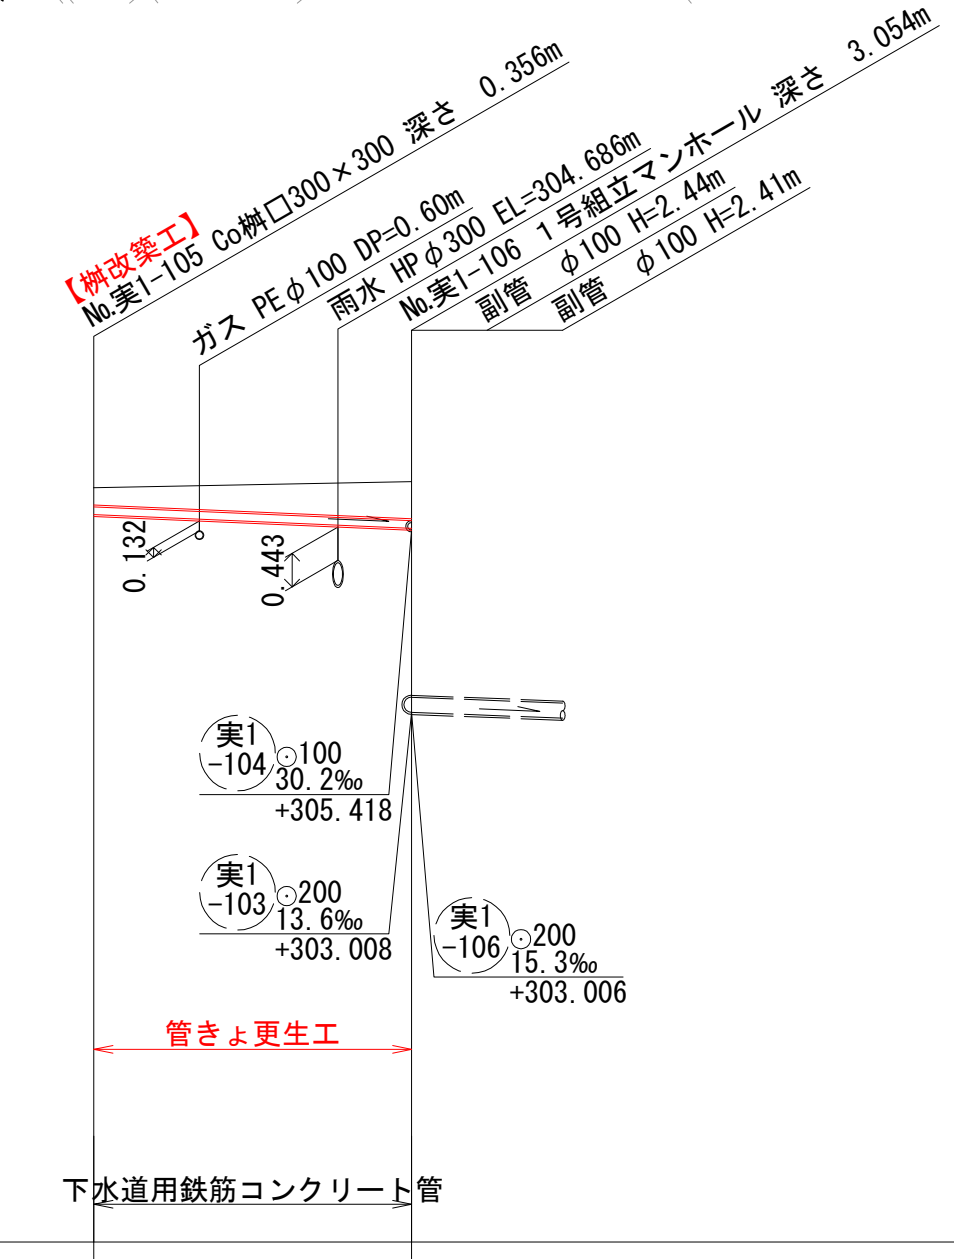 【桝改築工】
No.実1-105 Co桝□300×300 深さ 0.356m
ガス PEφ100 DP=0.60m
雨水 HPφ300 EL=304.686m
No.実1-106 1号組立マンホール 深さ 3.054m
副管 φ100 H=2.44m
副管 φ100 H=2.41m
0.132
0.443
実1
-104
100
30.2‰
+305.418
実1
-103
200
13.6‰
+303.008
実1
-106
200
15.3‰
+303.006
管きょ更生工
下水道用鉄筋コンクリート管